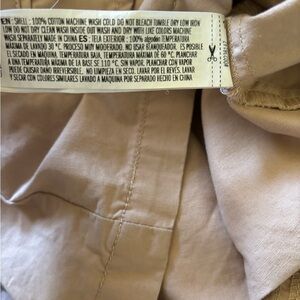 EN: SHELL: 100% COTTON MACHINE WASH COLD DO NOT BLEACH TUMBLE DRY LOW IRON
LOW DO NOT DRY CLEAN WASH INSIDE OUT WASH AND DRY WITH LIKE COLORS MACHINE
WASH SEPARATELY MADE IN CHINA ES: TELA EXTERIOR: 100% algodón TEMPERATURA
MÁXIMA DE LAVADO 30 °C. PROCESO MUY MODERADO. NO USAR BLANQUEADOR. ES POSIBLE
EL SECADO EN MÁQUINA, BAJA TEMPERATURA. TEMPERATURA MÁXIMA DE 60 °C. PLANCHAR
A TEMPERATURA MÁXIMA DE LA BASE DE 110 °C. SIN VAPOR. PLANCHAR CON VAPOR
PUEDE CAUSAR DAÑO IRREVERSIBLE. NO LIMPIEZA EN SECO. LAVAR POR EL REVÉS. LAVAR
Y SECAR CON COLORES SIMILARES LAVADO A MÁQUINA POR SEPARADO HECHO EN CHINA